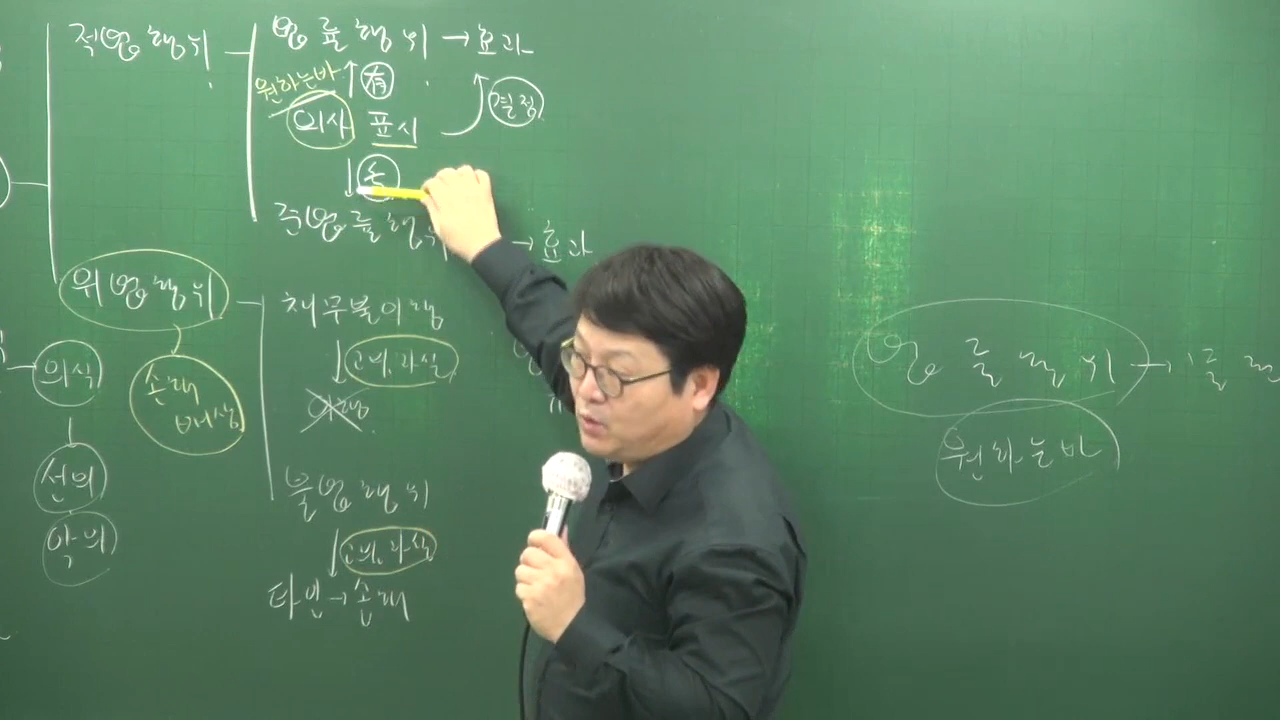 적법행위
법률행위 → 효과
원하는바 ↑ 有
의사 표시
결정
준법률행위 → 효과
위법행위
채무불이행
↓ 고의, 과실
이행
손해
배상
의식
선의
악의
불법행위
↓ 고의, 과실
타인 → 손해
법률행위 →
원하는바